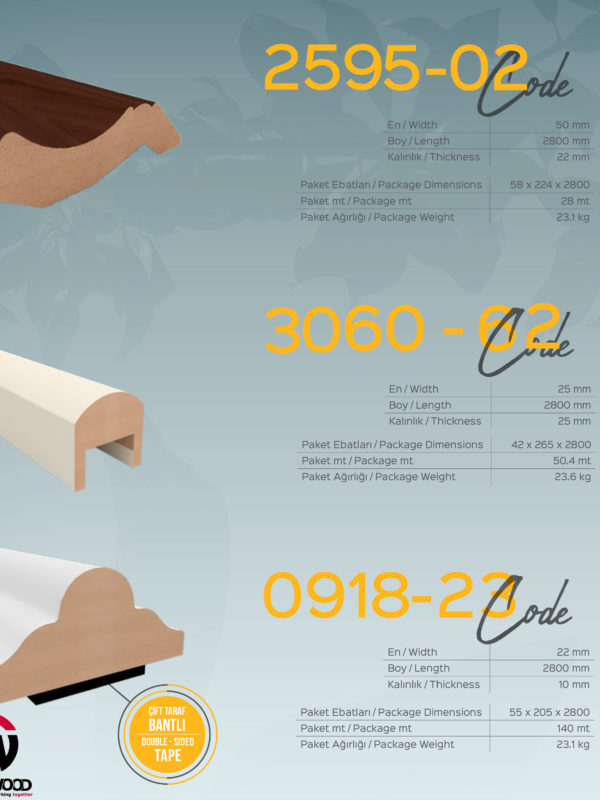 2595-02
Code
En / Width 50 mm
Boy / Length 2800 mm
Kalınlık / Thickness 22 mm
Paket Ebatları / Package Dimensions 58 x 224 x 2800
Paket mt / Package mt 28 mt
Paket Ağırlığı / Package Weight 23.1 kg
3060 - 62
Code
En / Width 25 mm
Boy / Length 2800 mm
Kalınlık / Thickness 25 mm
Paket Ebatları / Package Dimensions 42 x 265 x 2800
Paket mt / Package mt 50.4 mt
Paket Ağırlığı / Package Weight 23.6 kg
0918-23
Code
En / Width 22 mm
Boy / Length 2800 mm
Kalınlık / Thickness 10 mm
Paket Ebatları / Package Dimensions 55 x 205 x 2800
Paket mt / Package mt 140 mt
Paket Ağırlığı / Package Weight 23.1 kg
ÇİFT TARAF
BANTLI
DOUBLE - SIDED
TAPE
WOOD
rking together